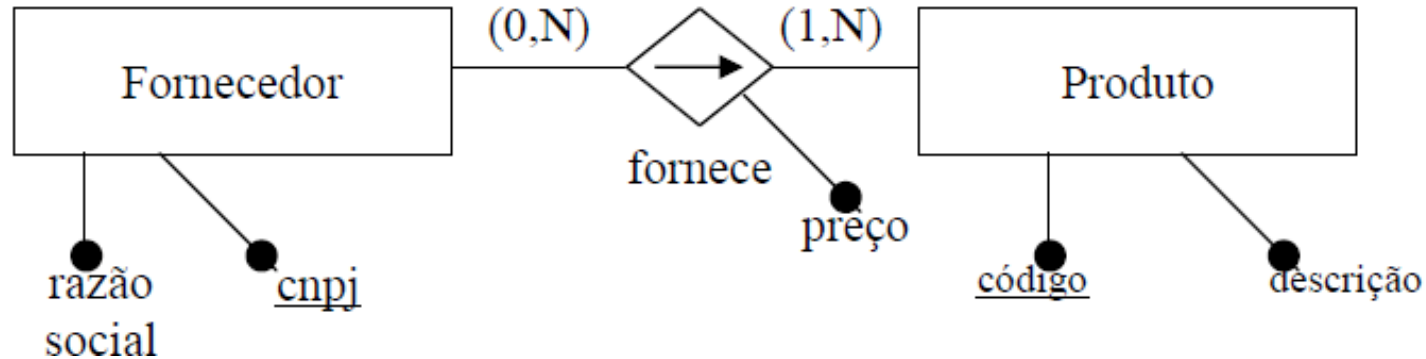 (0,N)
(1,N)
Fornecedor
Produto
fornece
preço
razão
social
cnpj
código
descrição